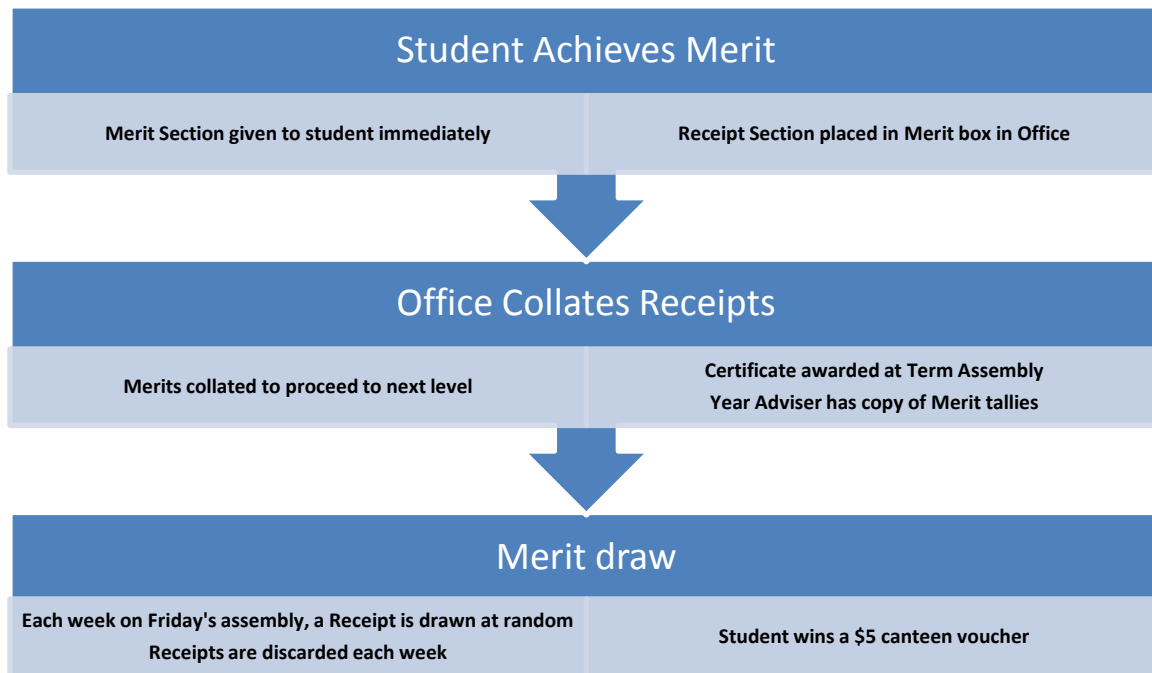 Student Achieves Merit
Merit Section given to student immediately
Receipt Section placed in Merit box in Office
Office Collates Receipts
Merits collated to proceed to next level
Certificate awarded at Term Assembly
Year Adviser has copy of Merit tallies
Merit draw
Each week on Friday's assembly, a Receipt is drawn at random
Receipts are discarded each week
Student wins a $5 canteen voucher